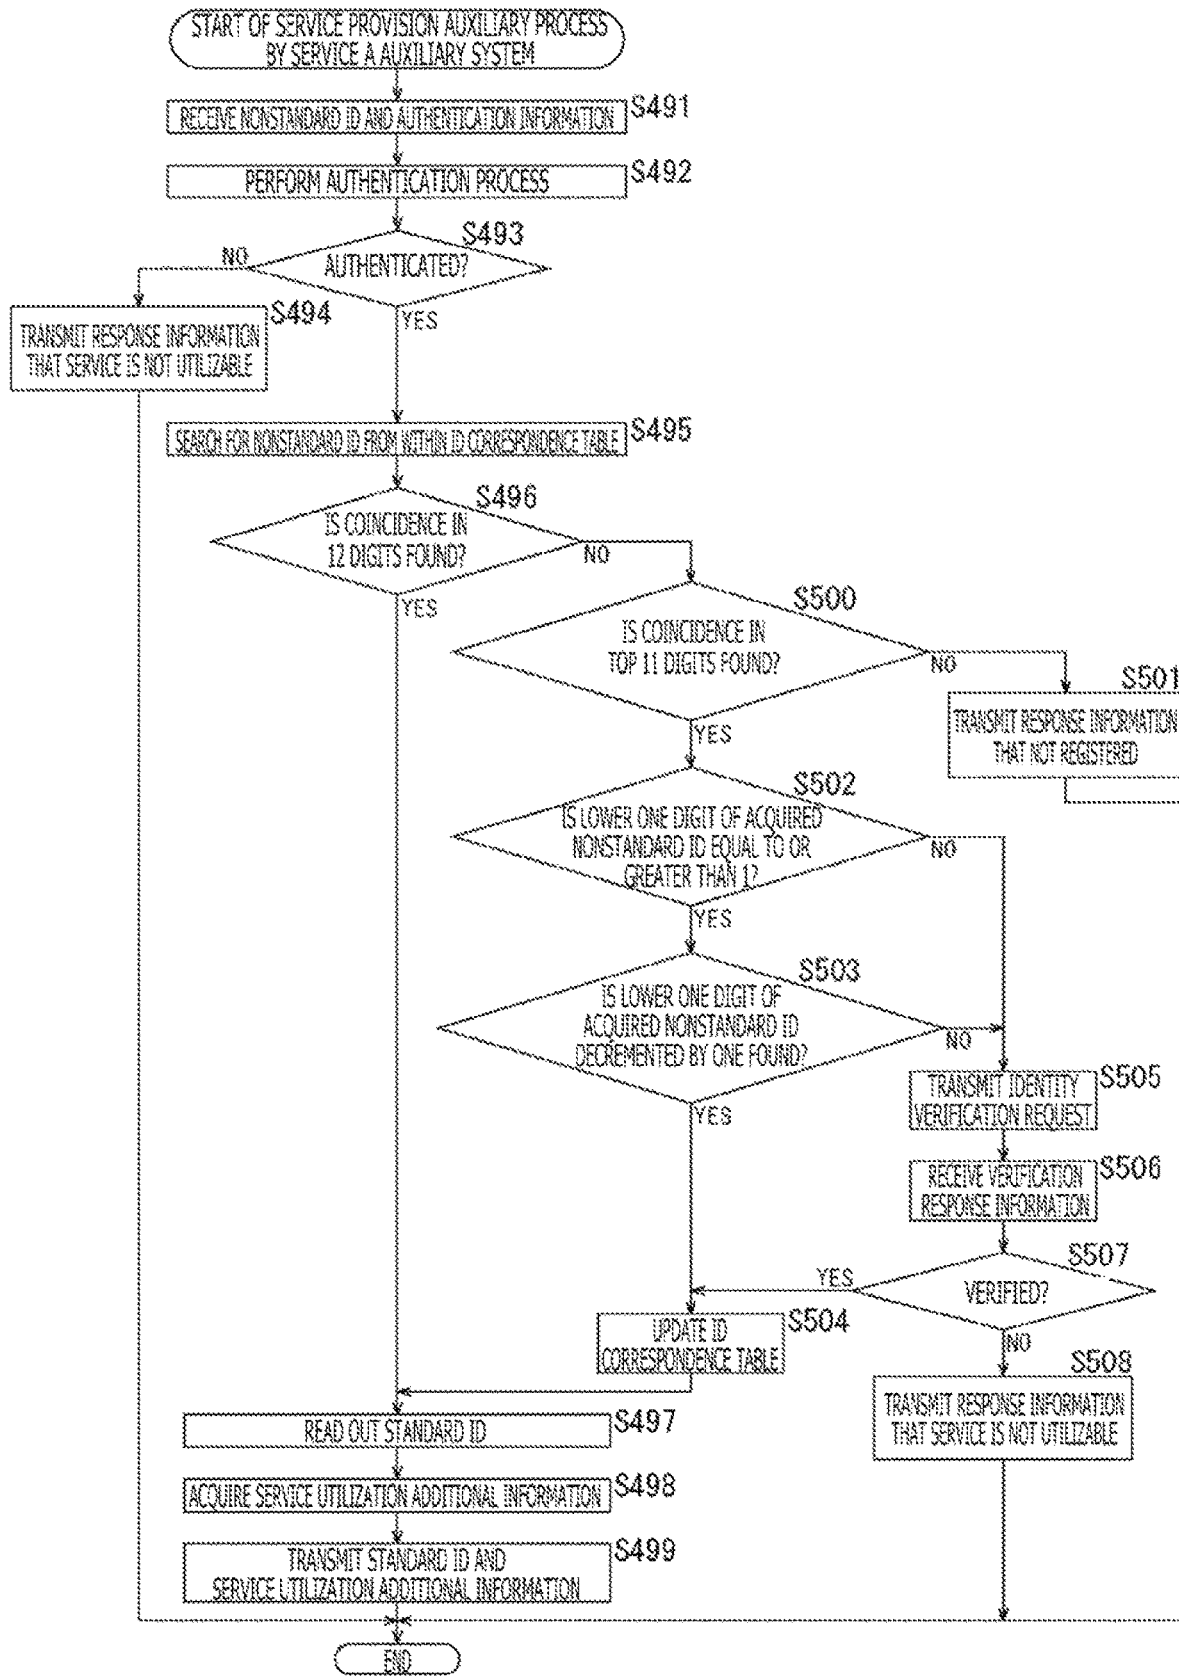 START OF SERVICE PROVISION AUXILIARY PROCESS
BY SERVICE A AUXILIARY SYSTEM
S491
RECEIVE NONSTANDARD ID AND AUTHENTICATION INFORMATION
S492
PERFORM AUTHENTICATION PROCESS
S493
NO
AUTHENTICATED?
S494
YES
TRANSMIT RESPONSE INFORMATION
THAT SERVICE IS NOT UTILIZABLE
S495
SEARCH FOR NONSTANDARD ID FROM WITHIN ID CORRESPONDENCE TABLE
S496
IS COINCIDENCE IN
12 DIGITS FOUND?
NO
YES
S500
IS COINCIDENCE IN
TOP 11 DIGITS FOUND?
NO
S501
TRANSMIT RESPONSE INFORMATION
THAT NOT REGISTERED
YES
S502
IS LOWER ONE DIGIT OF ACQUIRED
NONSTANDARD ID EQUAL TO OR
GREATER THAN 1?
NO
YES
S503
IS LOWER ONE DIGIT OF
ACQUIRED NONSTANDARD ID
DECREMENTED BY ONE FOUND?
NO
YES
S505
TRANSMIT IDENTITY
VERIFICATION REQUEST
S506
RECEIVE VERIFICATION
RESPONSE INFORMATION
S507
YES
VERIFIED?
S504
UPDATE ID
CORRESPONDENCE TABLE
NO
S508
TRANSMIT RESPONSE INFORMATION
THAT SERVICE IS NOT UTILIZABLE
S497
READ OUT STANDARD ID
S498
ACQUIRE SERVICE UTILIZATION ADDITIONAL INFORMATION
S499
TRANSMIT STANDARD ID AND
SERVICE UTILIZATION ADDITIONAL INFORMATION
END